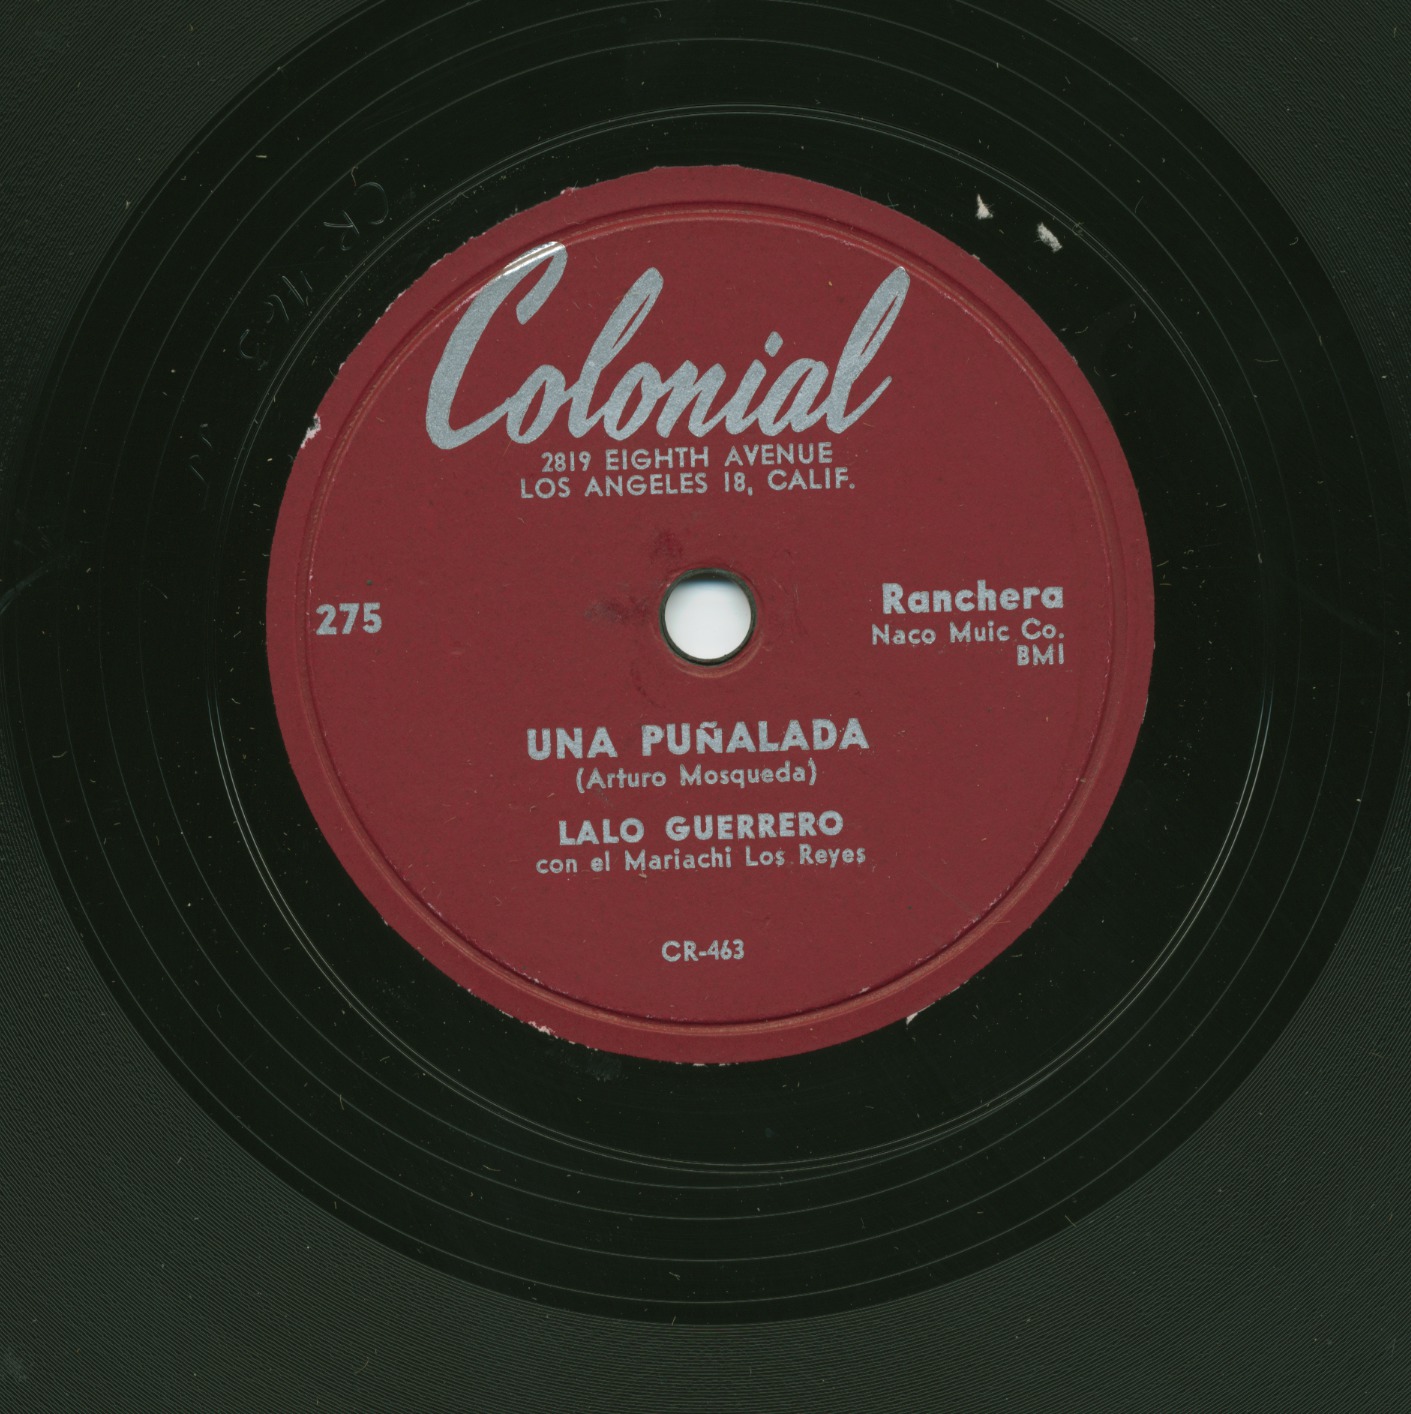 Colonial
2819 EIGHTH AVENUE
LOS ANGELES 18, CALIF.
275
Ranchera
Naco Muic Co.
BMI
UNA PUÑALADA
(Arturo Mosqueda)
LALO GUERRERO
con el Mariachi Los Reyes
CR-463